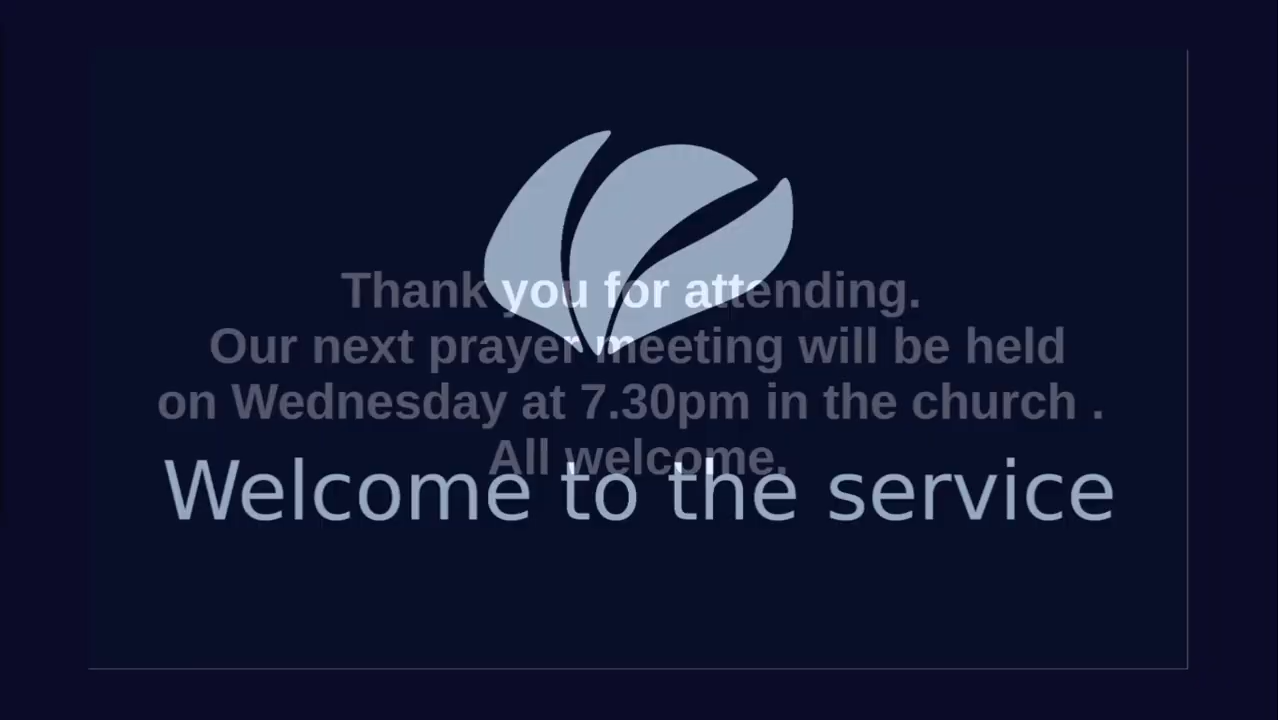 Thank you for attending.
Our next prayer meeting will be held
on Wednesday at 7.30pm in the church .
All welcome.
Welcome to the service